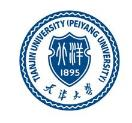 TIANJIN UNIVERSITY (PEIYANG UNIVERSITY)
北洋
1895
天津大学